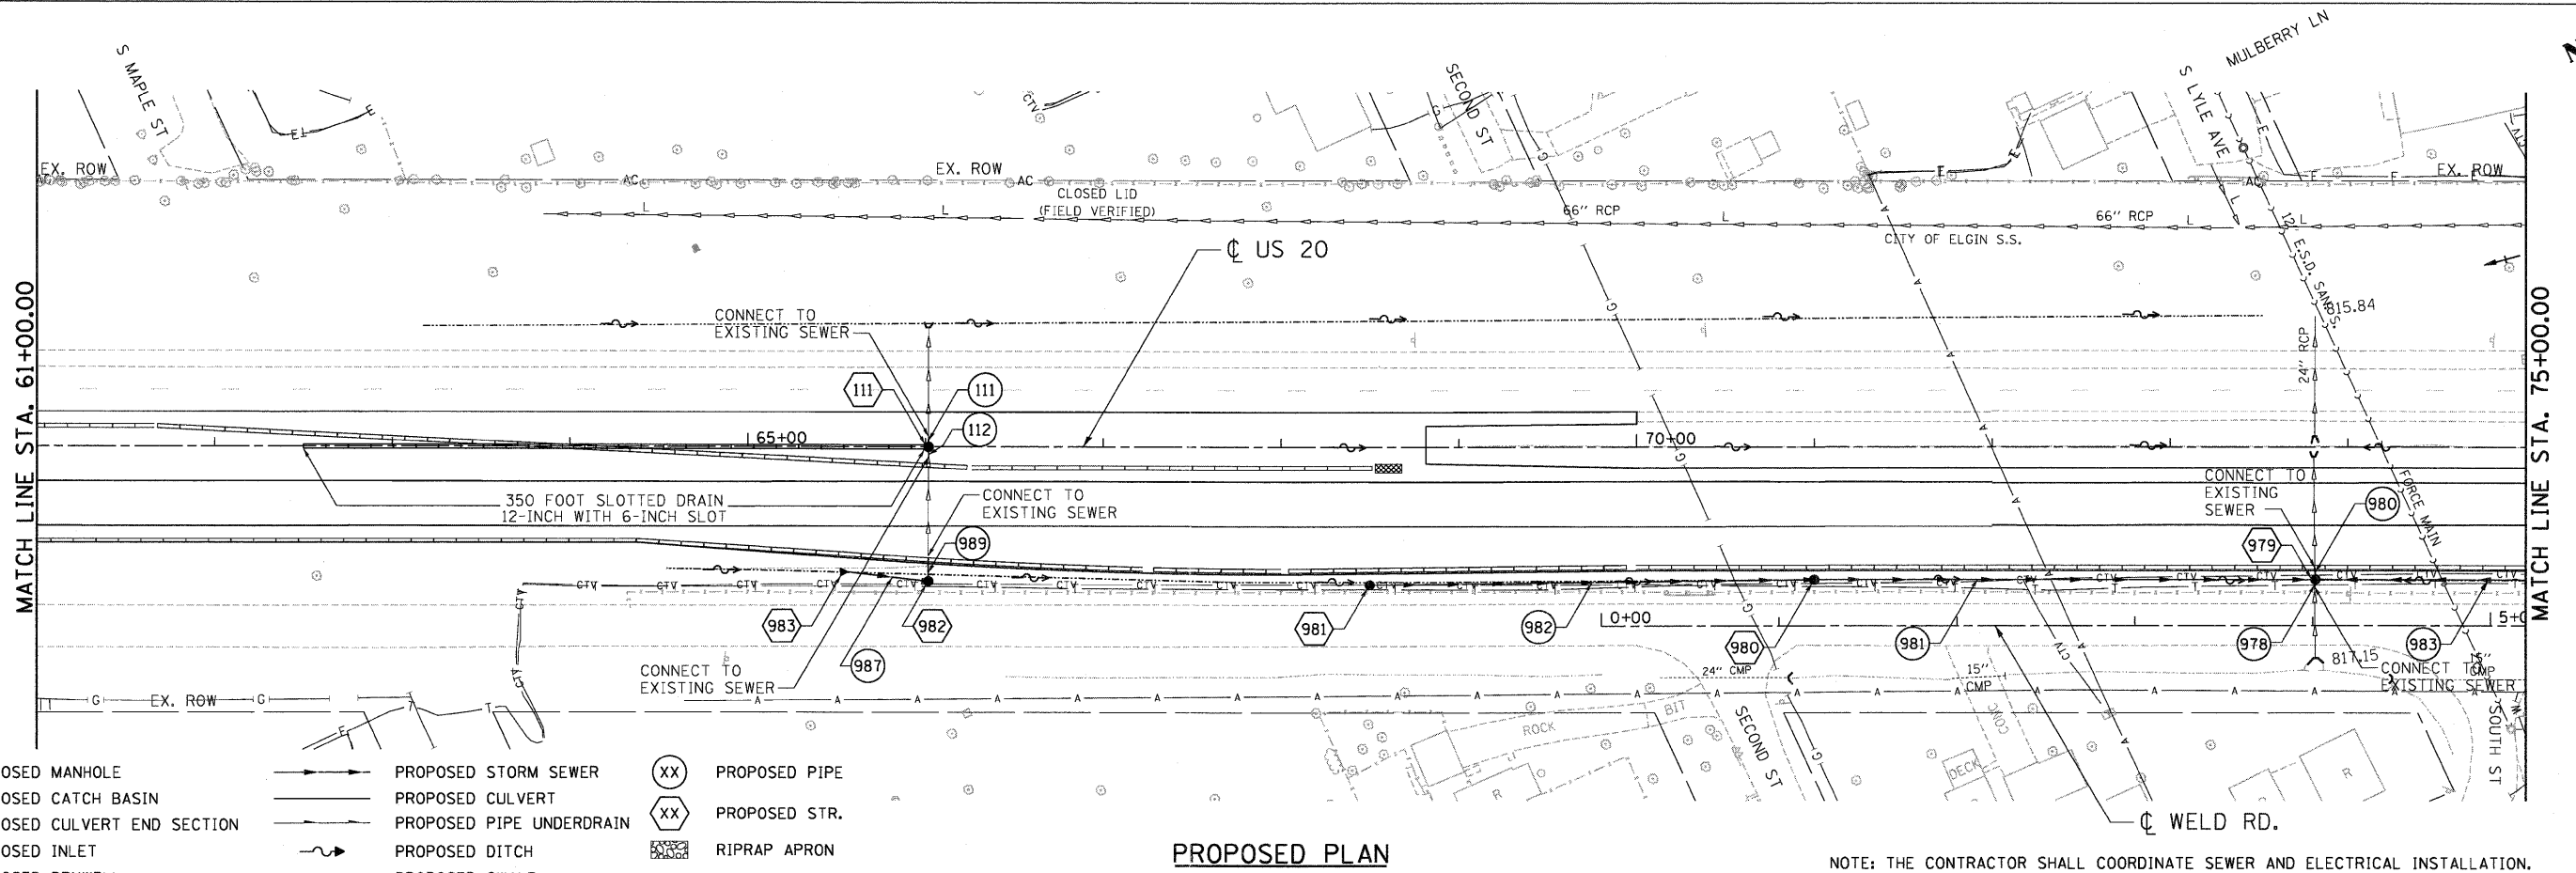 S MAPLE ST
SECOND ST
S LYLE AVE
MULBERRY LN
EX. ROW
EX. ROW
EX. ROW
CLOSED LID
(FIELD VERIFIED)
66" RCP
66" RCP
CITY OF ELGIN S.S.
12" E.S.D. SAN. S.
FORCE MAIN
815.84
24" RCP
℄ US 20
MATCH LINE STA. 61+00.00
MATCH LINE STA. 75+00.00
CONNECT TO
EXISTING SEWER
111
111
112
65+00
70+00
350 FOOT SLOTTED DRAIN
12-INCH WITH 6-INCH SLOT
CONNECT TO
EXISTING SEWER
CONNECT TO
EXISTING
SEWER
980
979
989
983
982
987
981
982
980
981
978
983
0+00
817.15
CONNECT TO
EXISTING SEWER
CONNECT TO
EXISTING SEWER
24" CMP
15"
CMP
15"
CMP
EX. ROW
ROCK
BIT
SECOND ST
CONC
DECK
R
R
SOUTH ST
℄ WELD RD.
OSED MANHOLE
OSED CATCH BASIN
OSED CULVERT END SECTION
OSED INLET
PROPOSED STORM SEWER
PROPOSED CULVERT
PROPOSED PIPE UNDERDRAIN
PROPOSED DITCH
XX PROPOSED PIPE
XX PROPOSED STR.
RIPRAP APRON
PROPOSED PLAN
NOTE: THE CONTRACTOR SHALL COORDINATE SEWER AND ELECTRICAL INSTALLATION.